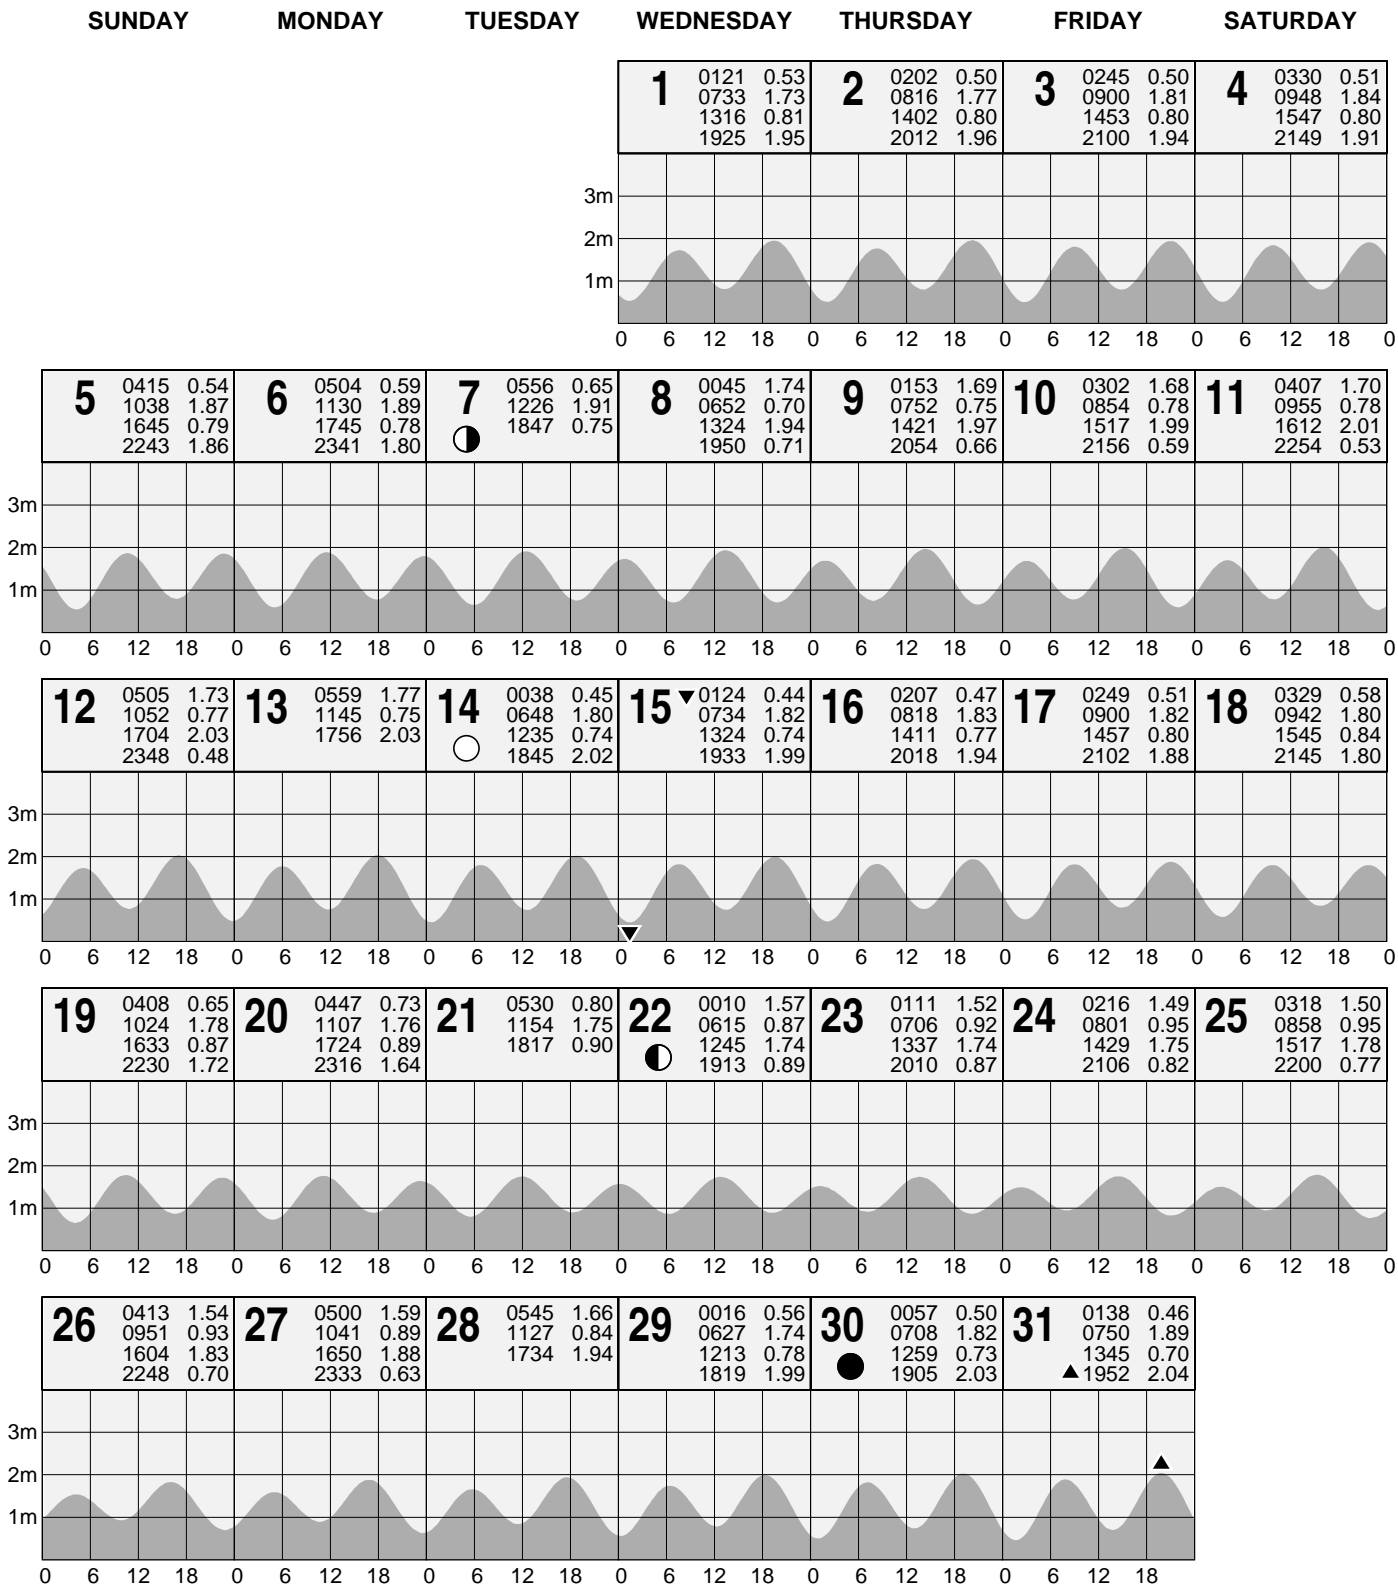 SUNDAY MONDAY TUESDAY WEDNESDAY THURSDAY FRIDAY SATURDAY
1 0121 0.53 2 0202 0.50 3 0245 0.50 4 0330 0.51
0733 1.73 0816 1.77 0900 1.81 0948 1.84
1316 0.81 1402 0.80 1453 0.80 1547 0.80
1925 1.95 2012 1.96 2100 1.94 2149 1.91
3m
2m
1m
0 6 12 18 0 6 12 18 0 6 12 18 0 6 12 18 0
5 0415 0.54 6 0504 0.59 7 0556 0.65 8 0045 1.74 9 0153 1.69 10 0302 1.68 11 0407 1.70
1038 1.87 1130 1.89 1226 1.91 0652 0.70 0752 0.75 0854 0.78 0955 0.78
1645 0.79 1745 0.78 1847 0.75 1324 1.94 1421 1.97 1517 1.99 1612 2.01
2243 1.86 2341 1.80 1950 0.71 2054 0.66 2156 0.59 2254 0.53
3m
2m
1m
0 6 12 18 0 6 12 18 0 6 12 18 0 6 12 18 0 6 12 18 0 6 12 18 0 6 12 18 0
12 0505 1.73 13 0559 1.77 14 0038 0.45 15 0124 0.44 16 0207 0.47 17 0249 0.51 18 0329 0.58
1052 0.77 1145 0.75 0648 1.80 0734 1.82 0818 1.83 0900 1.82 0942 1.80
1704 2.03 1756 2.03 1235 0.74 1324 0.74 1411 0.77 1457 0.80 1545 0.84
2348 0.48 1845 2.02 1933 1.99 2018 1.94 2102 1.88 2145 1.80
3m
2m
1m
0 6 12 18 0 6 12 18 0 6 12 18 0 6 12 18 0 6 12 18 0 6 12 18 0 6 12 18 0
19 0408 0.65 20 0447 0.73 21 0530 0.80 22 0010 1.57 23 0111 1.52 24 0216 1.49 25 0318 1.50
1024 1.78 1107 1.76 1154 1.75 0615 0.87 0706 0.92 0801 0.95 0858 0.95
1633 0.87 1724 0.89 1817 0.90 1245 1.74 1337 1.74 1429 1.75 1517 1.78
2230 1.72 2316 1.64 1913 0.89 2010 0.87 2106 0.82 2200 0.77
3m
2m
1m
0 6 12 18 0 6 12 18 0 6 12 18 0 6 12 18 0 6 12 18 0 6 12 18 0 6 12 18 0
26 0413 1.54 27 0500 1.59 28 0545 1.66 29 0016 0.56 30 0057 0.50 31 0138 0.46
0951 0.93 1041 0.89 1127 0.84 0627 1.74 0708 1.82 0750 1.89
1604 1.83 1650 1.88 1734 1.94 1213 0.78 1259 0.73 1345 0.70
2248 0.70 2333 0.63 1819 1.99 1905 2.03 1952 2.04
3m
2m
1m
0 6 12 18 0 6 12 18 0 6 12 18 0 6 12 18 0 6 12 18 0 6 12 18 0